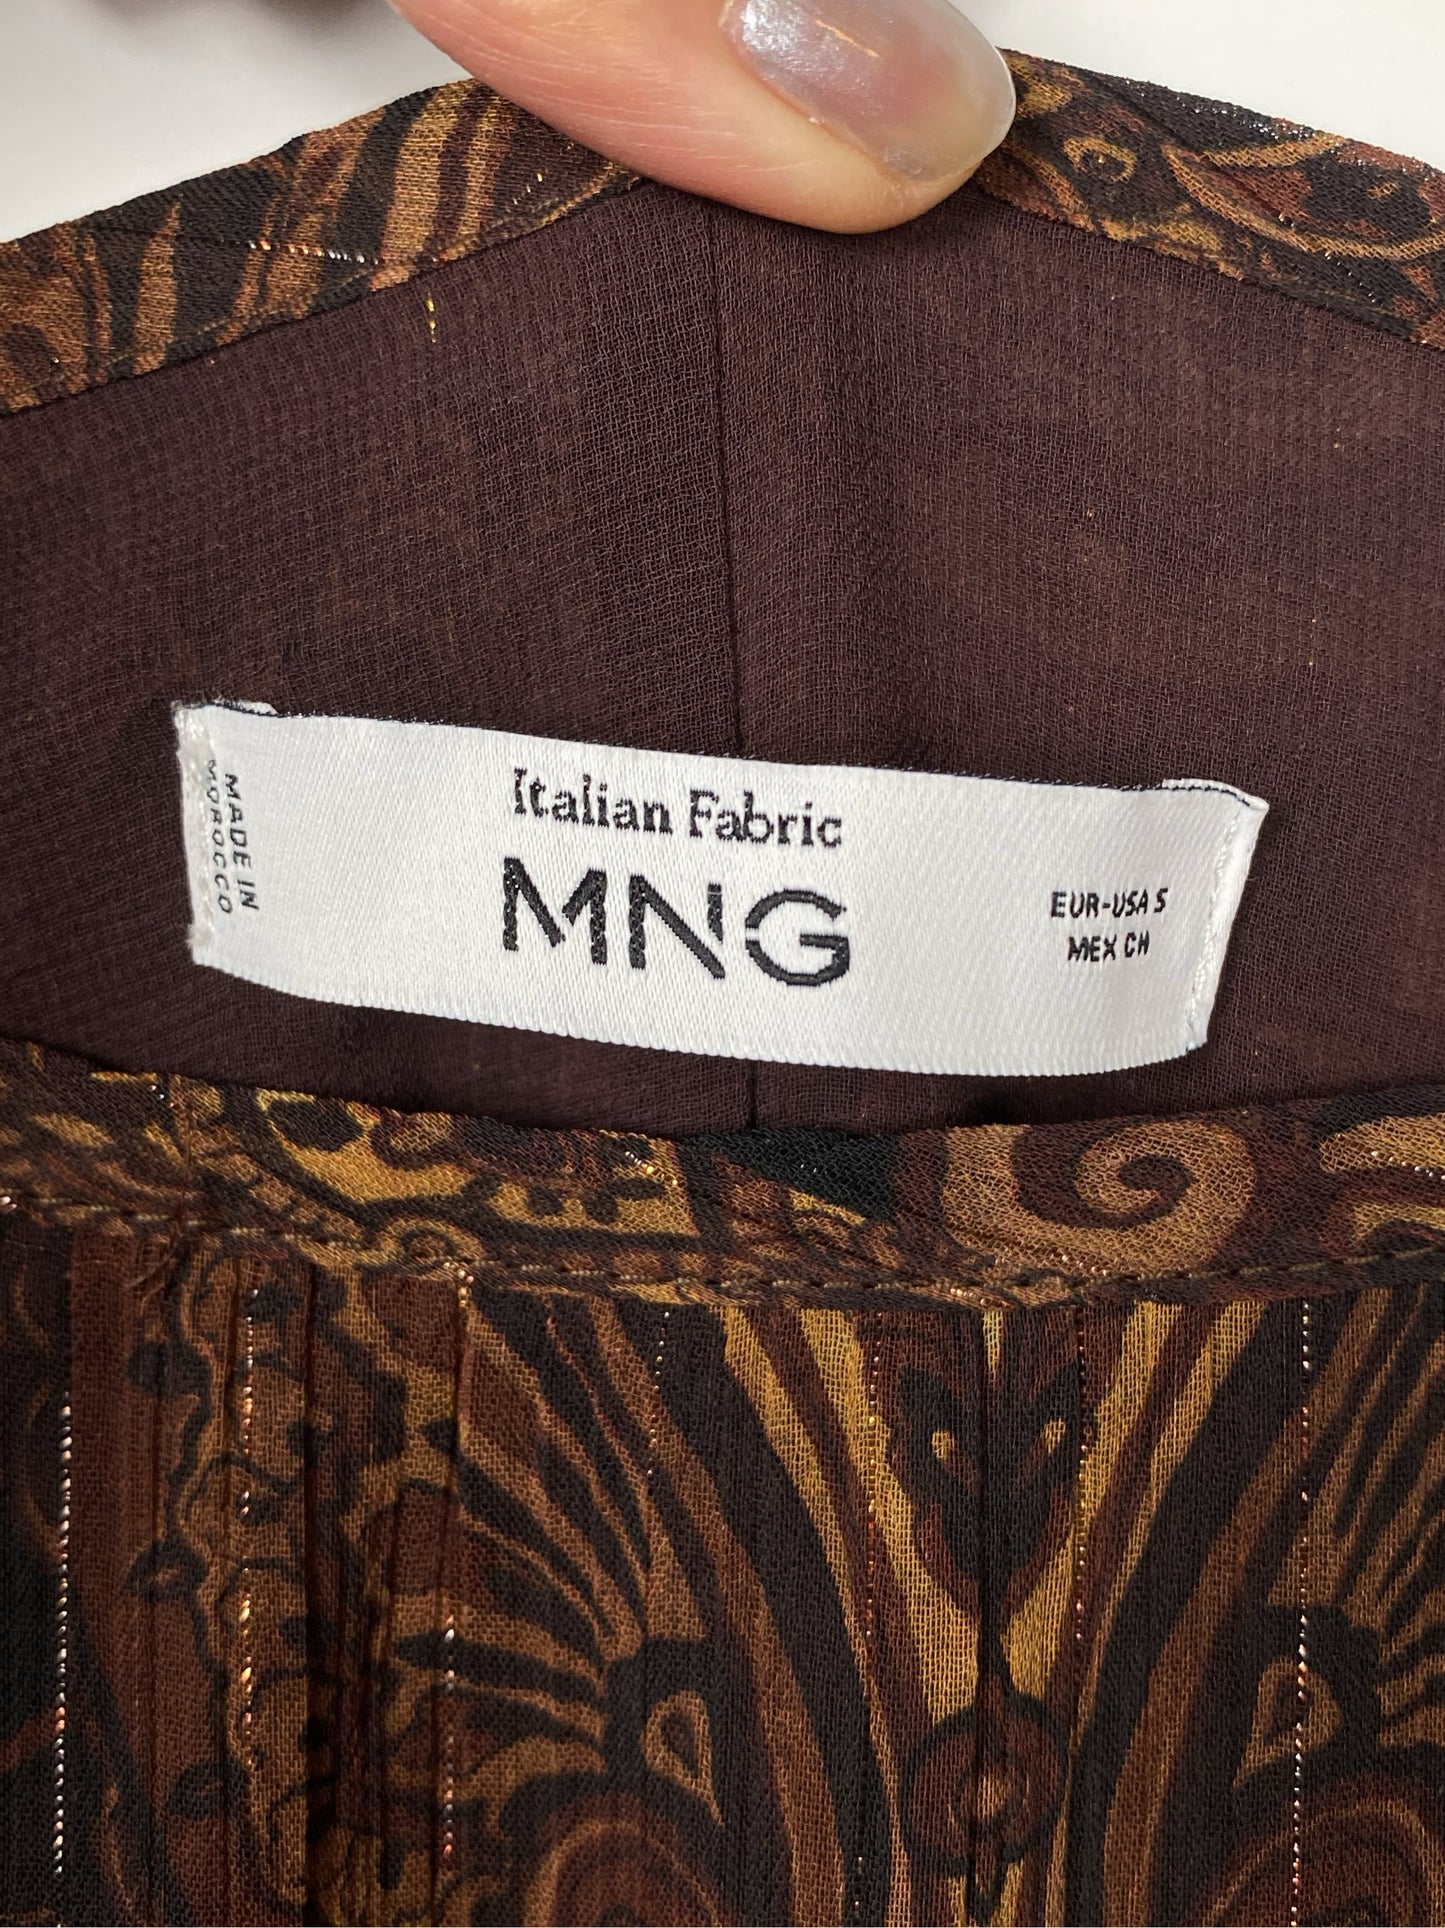 MADE IN
MOROCCO
Italian Fabric
MNG
EUR-USA S
MEX CH